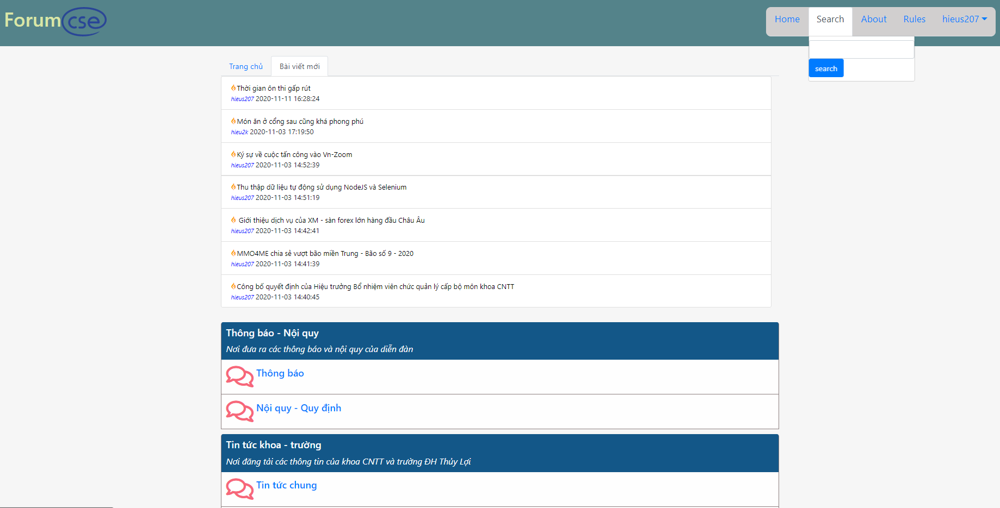 Forum cse
Home Search About Rules hieus207
search
Trang chủ Bài viết mới
Thời gian ôn thi gấp rút
hieus207 2020-11-11 16:28:24
Món ăn ở cổng sau cũng khá phong phú
hieu2k 2020-11-03 17:19:50
Ký sự về cuộc tấn công vào Vn-Zoom
hieus207 2020-11-03 14:52:39
Thu thập dữ liệu tự động sử dụng NodeJS và Selenium
hieus207 2020-11-03 14:51:19
Giới thiệu dịch vụ của XM - sàn forex lớn hàng đầu Châu Âu
hieus207 2020-11-03 14:42:41
MMO4ME chia sẻ vượt bão miền Trung - Bão số 9 - 2020
hieus207 2020-11-03 14:41:39
Công bố quyết định của Hiệu trưởng Bổ nhiệm viên chức quản lý cấp bộ môn khoa CNTT
hieus207 2020-11-03 14:40:45
Thông báo - Nội quy
Nơi đưa ra các thông báo và nội quy của diễn đàn
Thông báo
Nội quy - Quy định
Tin tức khoa - trường
Nơi đăng tải các thông tin của khoa CNTT và trường ĐH Thủy Lợi
Tin tức chung